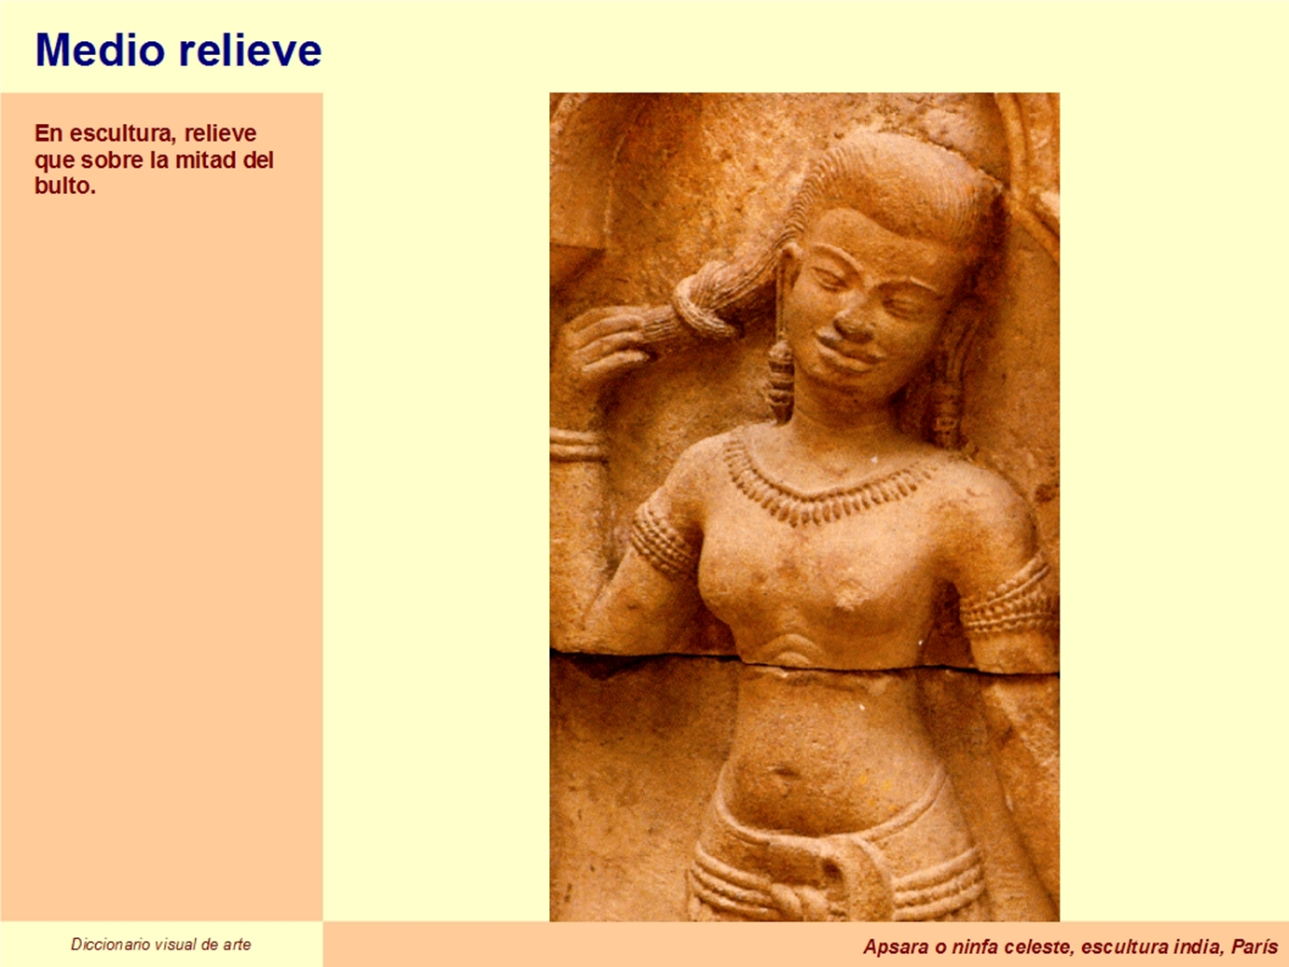 Medio relieve
En escultura, relieve
que sobre la mitad del
bulto.
Diccionario visual de arte
Apsara o ninfa celeste, escultura india, París